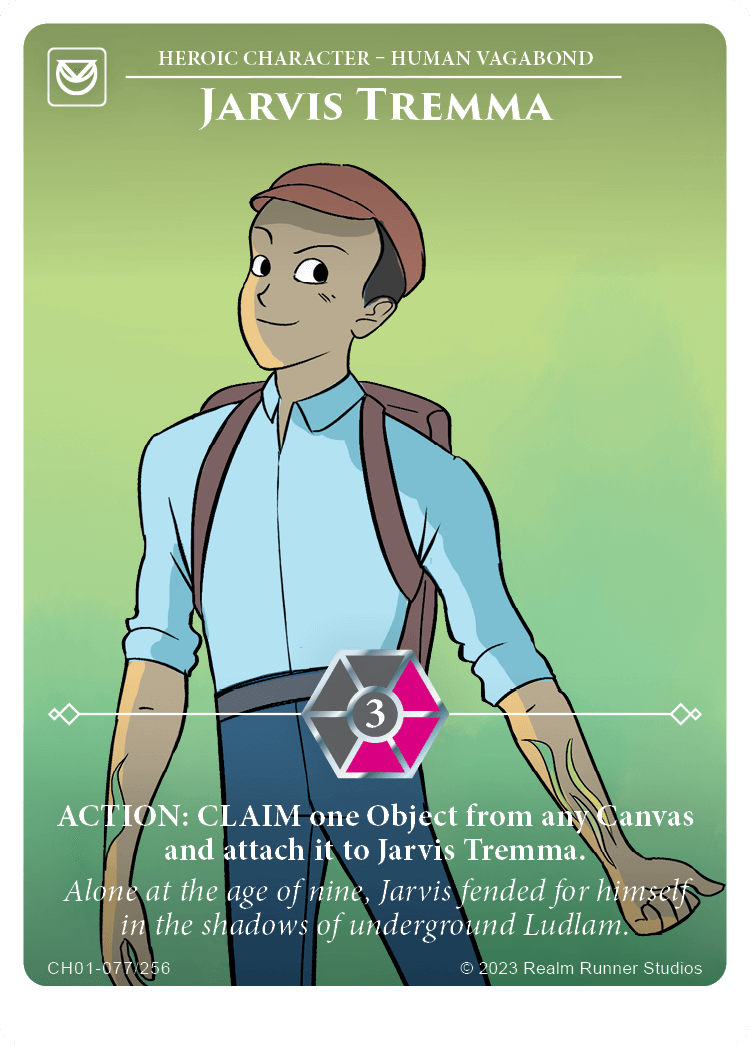 HEROIC CHARACTER – HUMAN VAGABOND
JARVIS TREMMA
3
ACTION: CLAIM one Object from any Canvas
and attach it to Jarvis Tremma.
Alone at the age of nine, Jarvis fended for himself
in the shadows of underground Ludlam.
CH01-077/256
© 2023 Realm Runner Studios